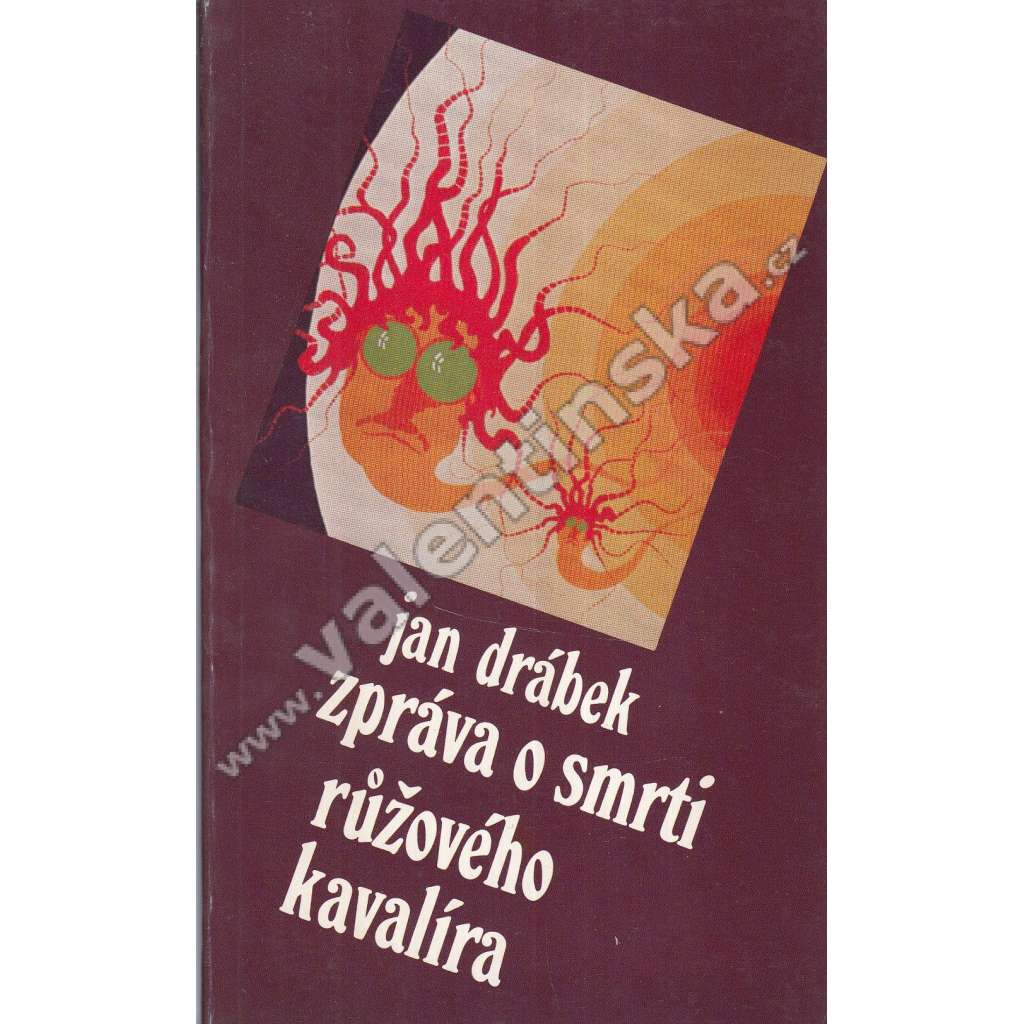 www.valentinska.cz
jan drábek
zpráva o smrti
růžového
kavalíra